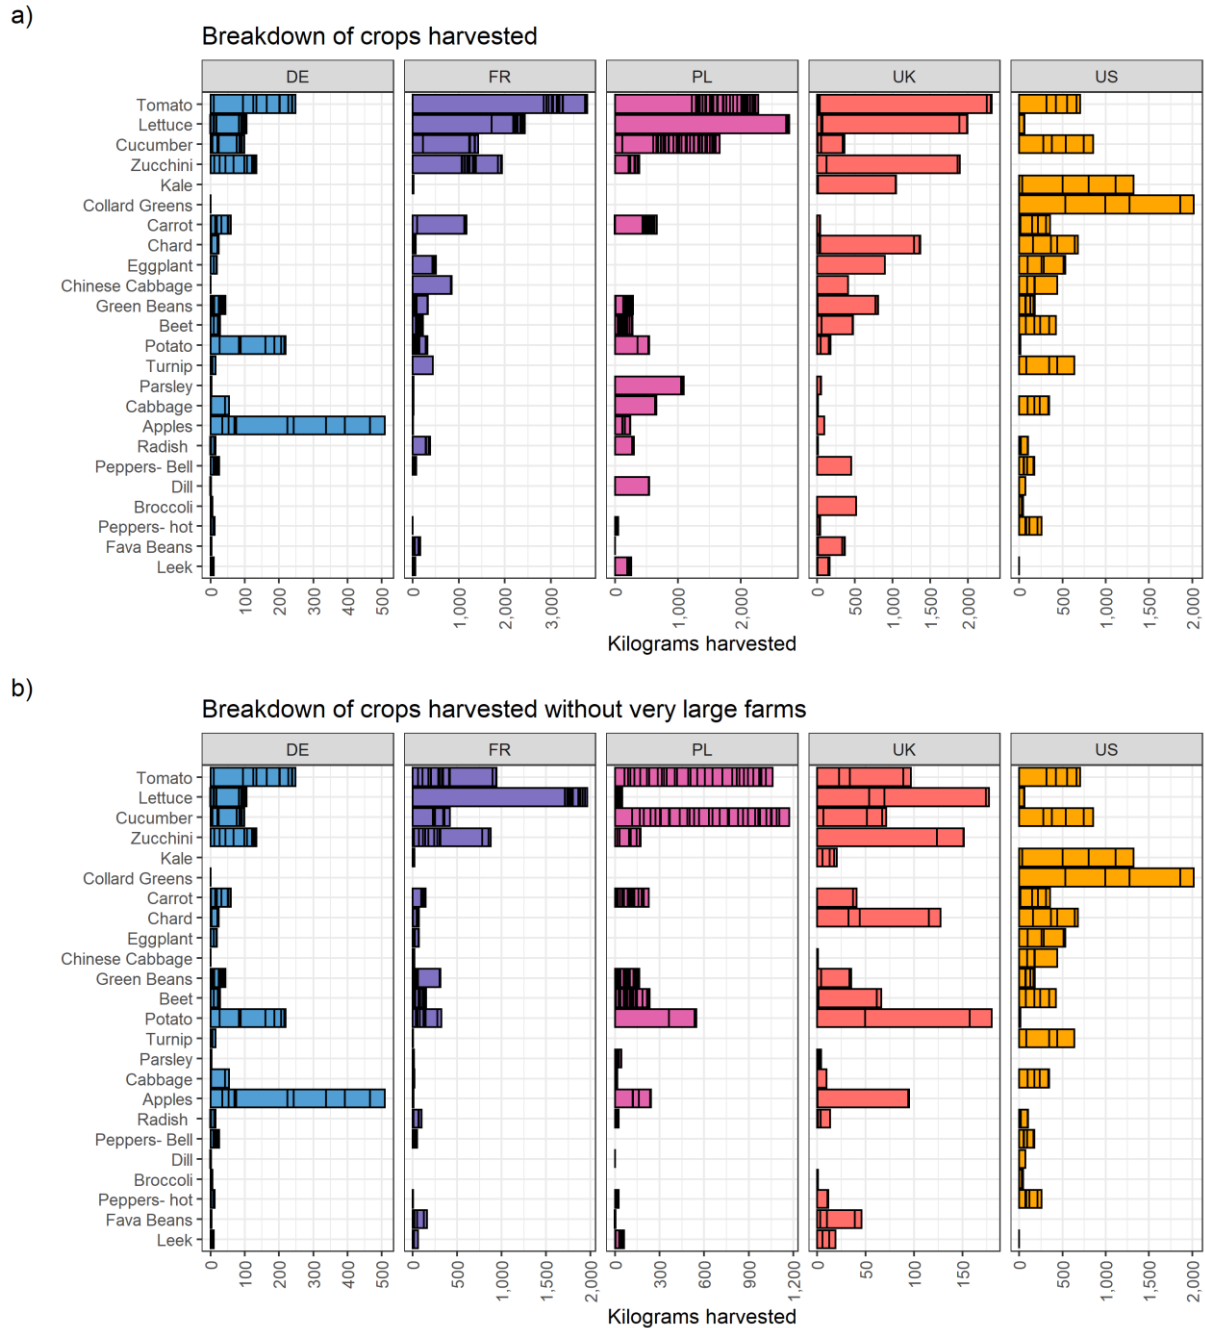 a)
Breakdown of crops harvested
DE FR PL UK US
Tomato
Lettuce
Cucumber
Zucchini
Kale
Collard Greens
Carrot
Chard
Eggplant
Chinese Cabbage
Green Beans
Beet
Potato
Turnip
Parsley
Cabbage
Apples
Radish
Peppers- Bell
Dill
Broccoli
Peppers- hot
Fava Beans
Leek
0 100 200 300 400 500 0 1,000 2,000 3,000 0 1,000 2,000 0 500 1,000 1,500 2,000 0 500 1,000 1,500 2,000
Kilograms harvested
b)
Breakdown of crops harvested without very large farms
DE FR PL UK US
Tomato
Lettuce
Cucumber
Zucchini
Kale
Collard Greens
Carrot
Chard
Eggplant
Chinese Cabbage
Green Beans
Beet
Potato
Turnip
Parsley
Cabbage
Apples
Radish
Peppers- Bell
Dill
Broccoli
Peppers- hot
Fava Beans
Leek
0 100 200 300 400 500 0 500 1,000 1,500 2,000 0 300 600 900 1,200 0 50 100 150 0 500 1,000 1,500 2,000
Kilograms harvested